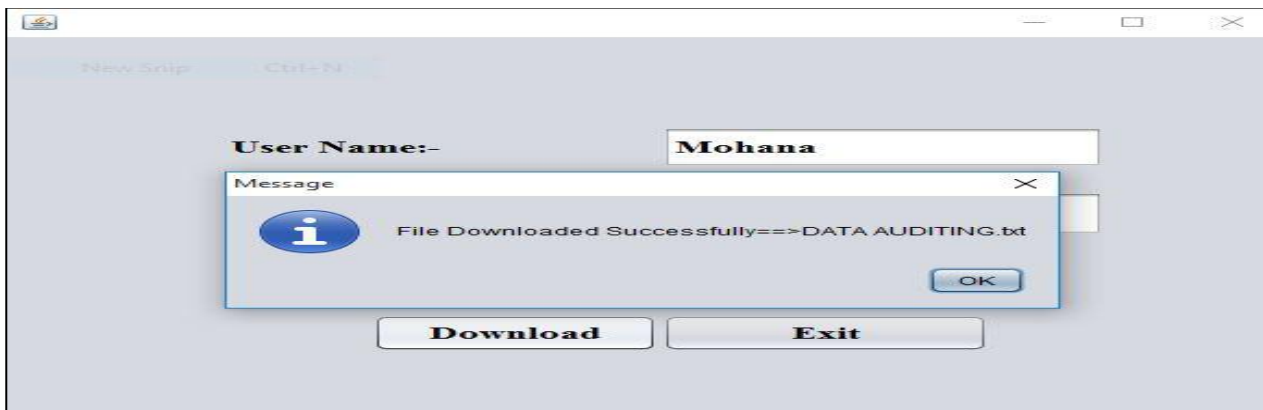 New Snip Ctrl+N
User Name:- Mohana
Message
File Downloaded Successfully==>DATA AUDITING.txt
OK
Download Exit